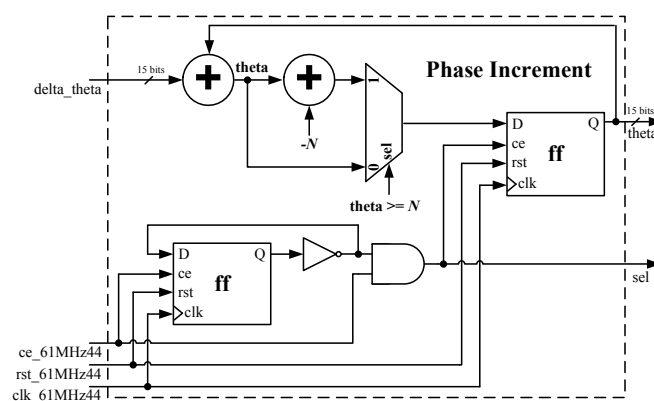 15 bits
theta
Phase Increment
delta_theta
1
-N
0
sel
theta >= N
D
Q
ce
rst
clk
ff
15 bits
theta
D
Q
ce
rst
clk
ff
sel
ce_61MHz44
rst_61MHz44
clk_61MHz44